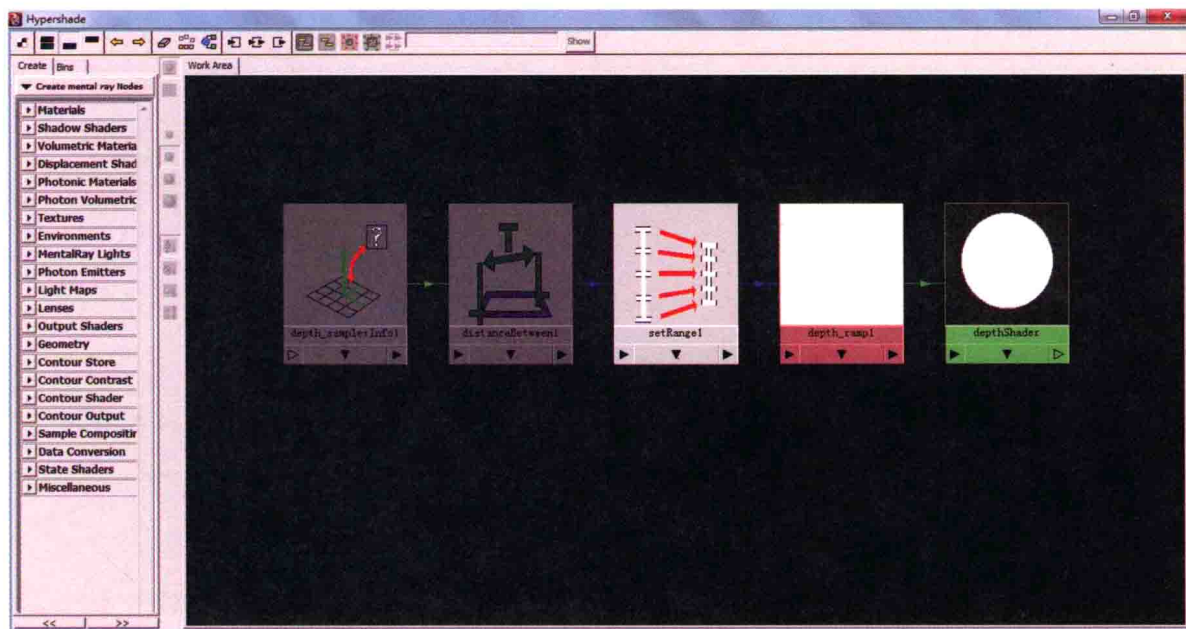 Hypershade
Show
Create Bins
Work Area
Create mental ray Nodes
Materials
Shadow Shaders
Volumetric Materia
Displacement Shad
Photonic Materials
Photon Volumetric
Textures
Environments
MentalRay Lights
Photon Emitters
Light Maps
Lenses
Output Shaders
Geometry
Contour Store
Contour Contrast
Contour Shader
Contour Output
Sample Compositin
Data Conversion
State Shaders
Miscellaneous
?
depth_samplerInfo1
distanceBetween1
setRange1
depth_ramp1
depthShader
<< >>